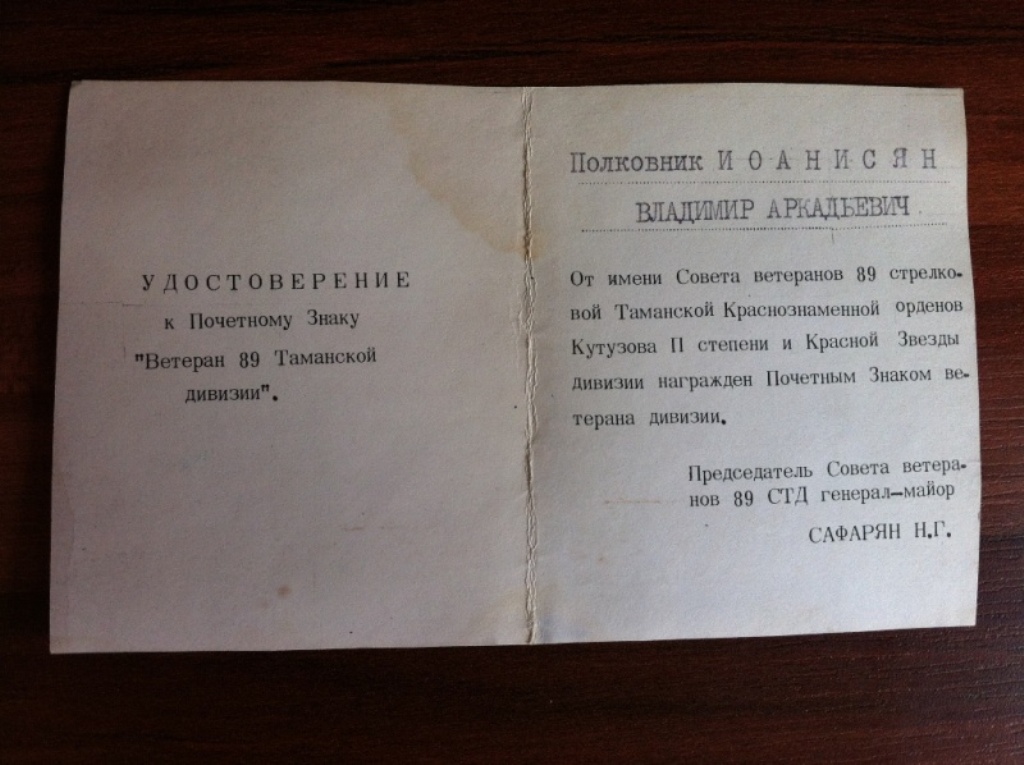 УДОСТОВЕРЕНИЕ
к Почетному Знаку
"Ветеран 89 Таманской
дивизии".
Полковник ИОАНИСЯН
ВЛАДИМИР АРКАДЬЕВИЧ
От имени Совета ветеранов 89 стрелко-
вой Таманской Краснознаменной орденов
Кутузова П степени и Красной Звезды
дивизии награжден Почетным Знаком ве-
терана дивизии.
Председатель Совета ветера-
нов 89 СТД генерал-майор
САФАРЯН Н.Г.